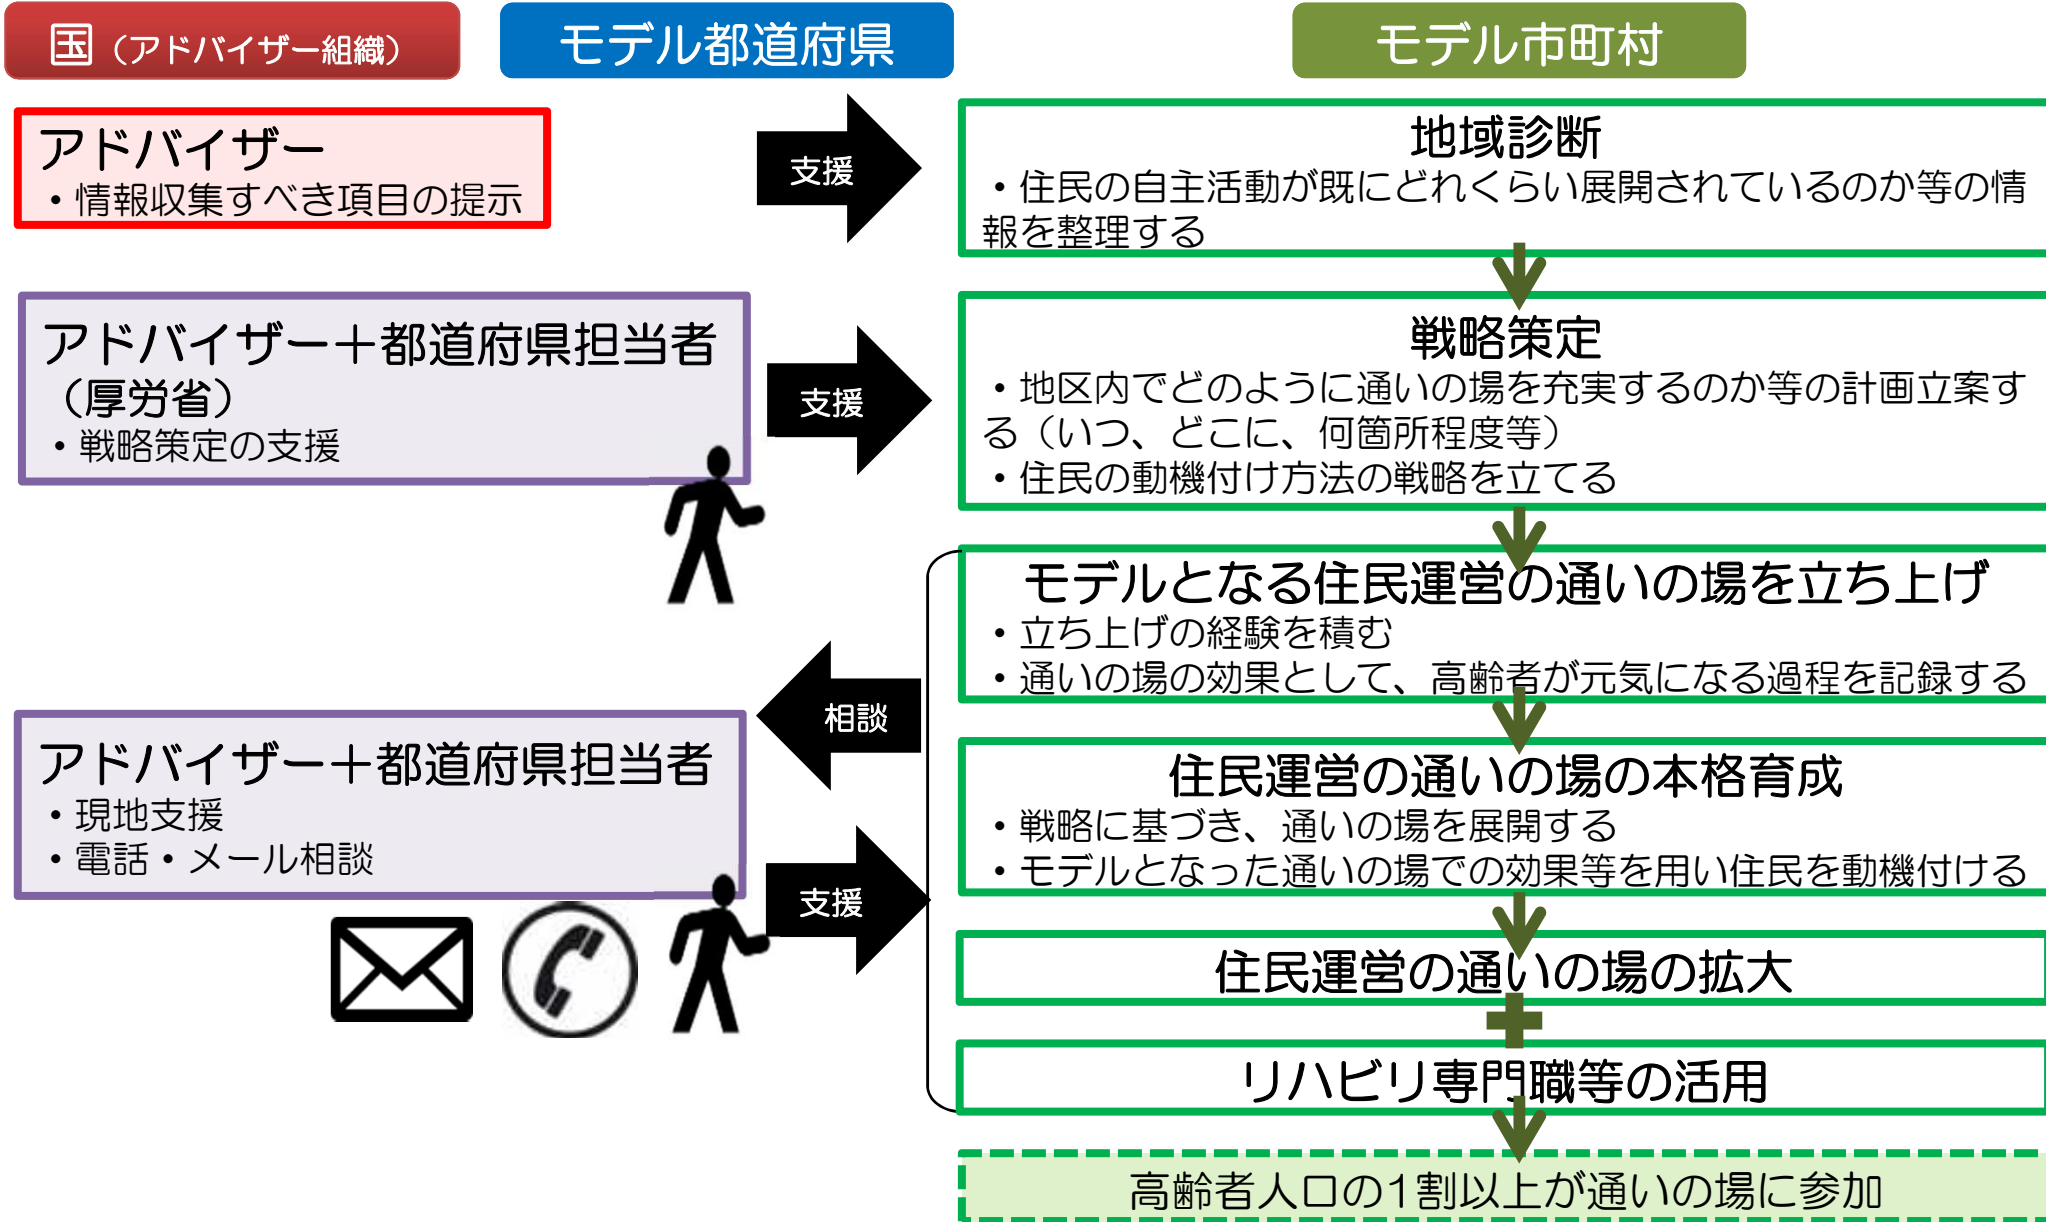 国（アドバイザー組織）
モデル都道府県
モデル市町村
アドバイザー
・情報収集すべき項目の提示
支援
地域診断
・住民の自主活動が既にどれくらい展開されているのか等の情
報を整理する
アドバイザー＋都道府県担当者
（厚労省）
・戦略策定の支援
支援
戦略策定
・地区内でどのように通いの場を充実するのか等の計画立案す
る（いつ、どこに、何箇所程度等）
・住民の動機付け方法の戦略を立てる
モデルとなる住民運営の通いの場を立ち上げ
・立ち上げの経験を積む
・通いの場の効果として、高齢者が元気になる過程を記録する
相談
アドバイザー＋都道府県担当者
・現地支援
・電話・メール相談
支援
住民運営の通いの場の本格育成
・戦略に基づき、通いの場を展開する
・モデルとなった通いの場での効果等を用い住民を動機付ける
住民運営の通いの場の拡大
リハビリ専門職等の活用
高齢者人口の1割以上が通いの場に参加